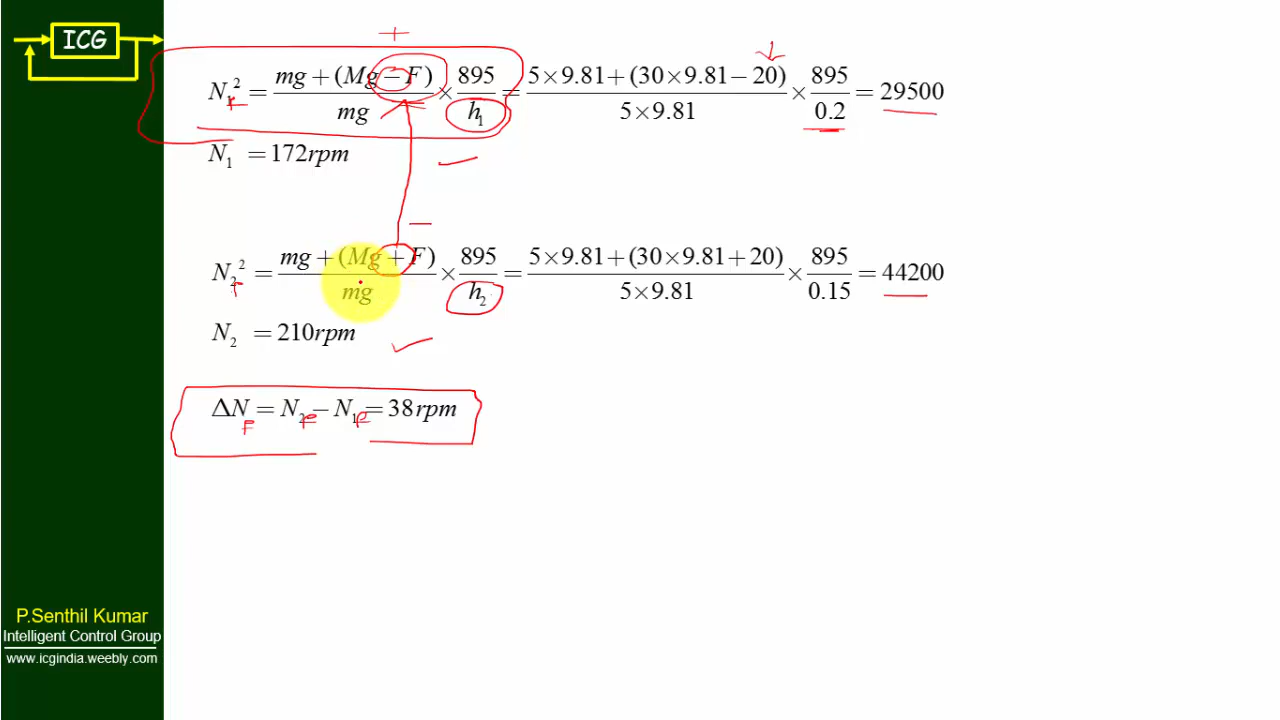 ICG
+
N₁F² = (mg + (Mg − F))/mg × 895/h₁ = (5×9.81+(30×9.81−20))/(5×9.81) × 895/0.2 = 29500
N₁ = 172rpm
−
N₂F² = (mg + (Mg + F))/mg × 895/h₂ = (5×9.81+(30×9.81+20))/(5×9.81) × 895/0.15 = 44200
N₂ = 210rpm
ΔN = N₂ − N₁ = 38rpm
F F F
P.Senthil Kumar
Intelligent Control Group
www.icgindia.weebly.com